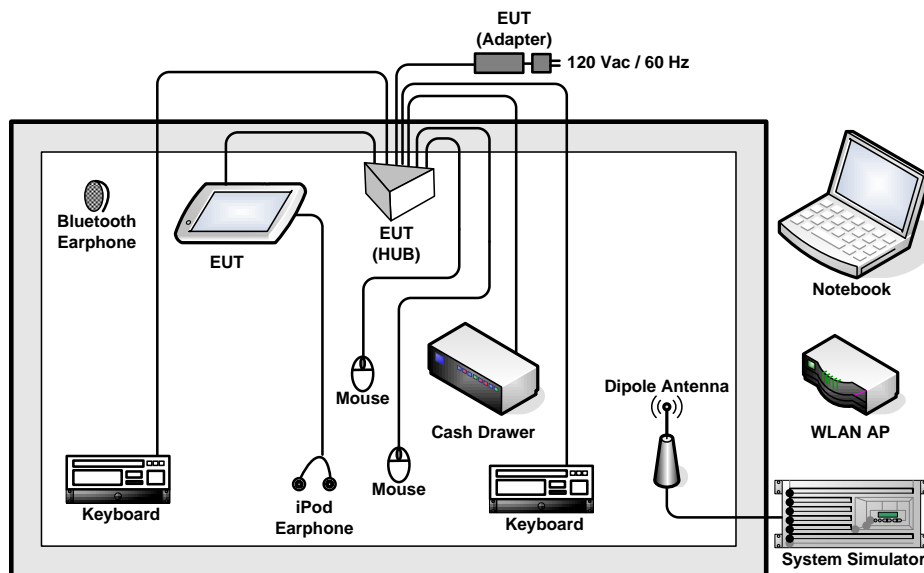 EUT
(Adapter)
120 Vac / 60 Hz
Bluetooth
Earphone
EUT
EUT
(HUB)
Notebook
Mouse
Cash Drawer
Dipole Antenna
WLAN AP
Keyboard
iPod
Earphone
Mouse
Keyboard
System Simulator